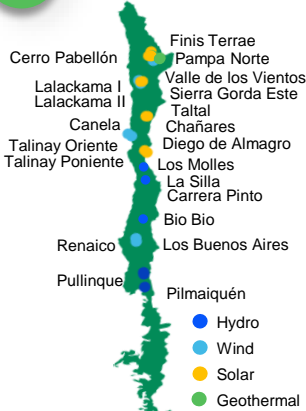 Finis Terrae
Cerro Pabellón
Pampa Norte
Valle de los Vientos
Lalackama I
Sierra Gorda Este
Lalackama II
Taltal
Canela
Chañares
Talinay Oriente
Diego de Almagro
Talinay Poniente
Los Molles
La Silla
Carrera Pinto
Bio Bio
Renaico
Los Buenos Aires
Pullinque
Pilmaiquén
Hydro
Wind
Solar
Geothermal